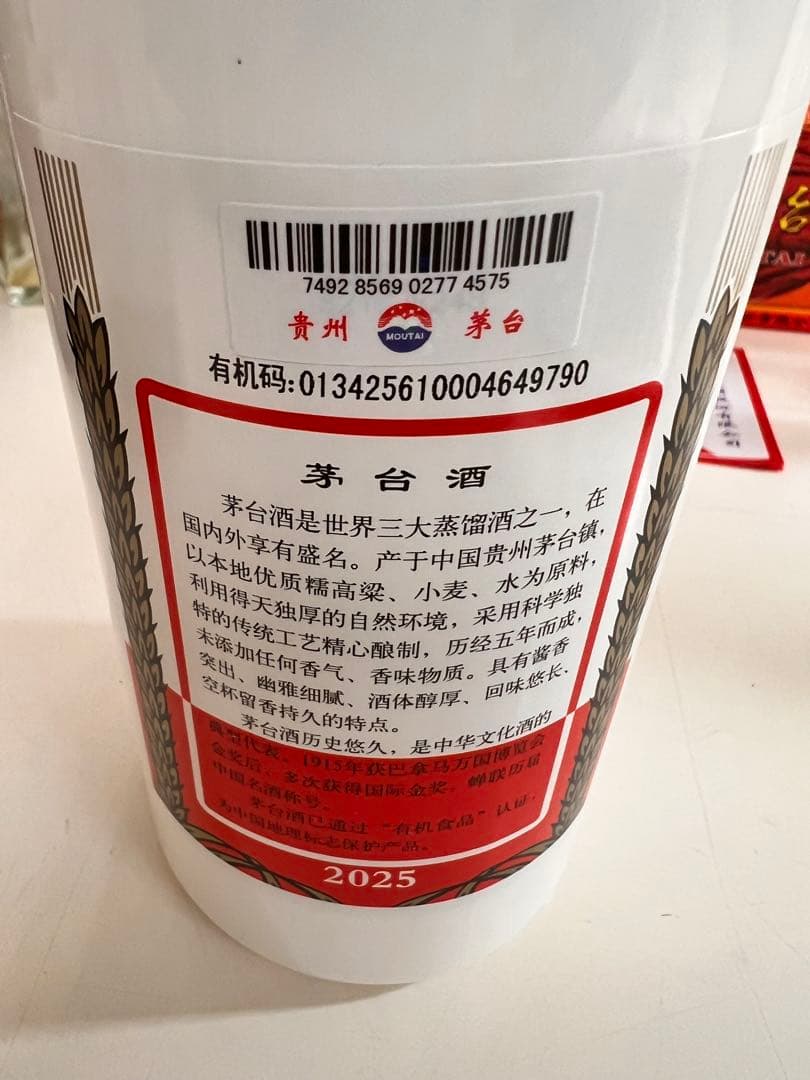 7492 8569 0277 4575
贵州 MOUTAI 茅台
有机码:013425610004649790
茅台酒
茅台酒是世界三大蒸馏酒之一，在
国内外享有盛名。产于中国贵州茅台镇，
以本地优质糯高粱、小麦、水为原料，
利用得天独厚的自然环境，采用科学独
特的传统工艺精心酿制，历经五年而成，
未添加任何香气、香味物质。具有酱香
突出、幽雅细腻、酒体醇厚、回味悠长、
空杯留香持久的特点。
茅台酒历史悠久，是中华文化酒的
典型代表。1915年获巴拿马万国博览会
金奖后，多次获得国际金奖，蝉联历届
中国名酒称号。
茅台酒已通过“有机食品”认证，
为中国地理标志保护产品。
2025
台
TAI